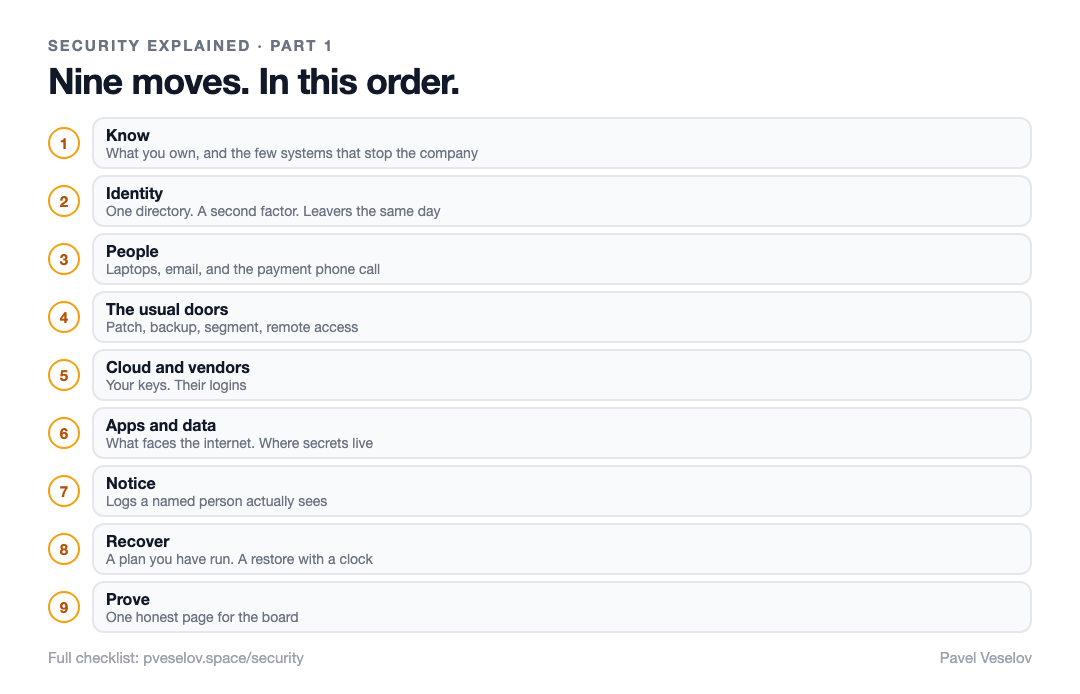 SECURITY EXPLAINED · PART 1
Nine moves. In this order.
1
Know
What you own, and the few systems that stop the company
2
Identity
One directory. A second factor. Leavers the same day
3
People
Laptops, email, and the payment phone call
4
The usual doors
Patch, backup, segment, remote access
5
Cloud and vendors
Your keys. Their logins
6
Apps and data
What faces the internet. Where secrets live
7
Notice
Logs a named person actually sees
8
Recover
A plan you have run. A restore with a clock
9
Prove
One honest page for the board
Full checklist: pveselov.space/security
Pavel Veselov